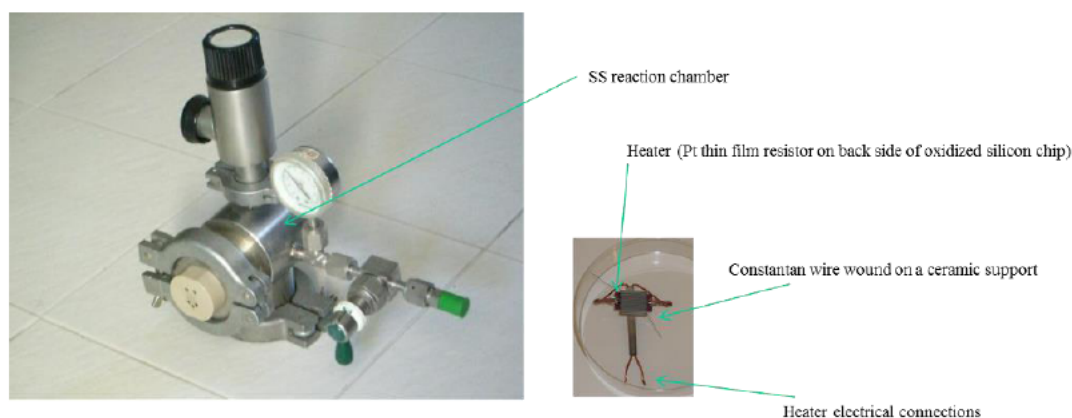 SS reaction chamber
Heater (Pt thin film resistor on back side of oxidized silicon chip)
Constantan wire wound on a ceramic support
Heater electrical connections